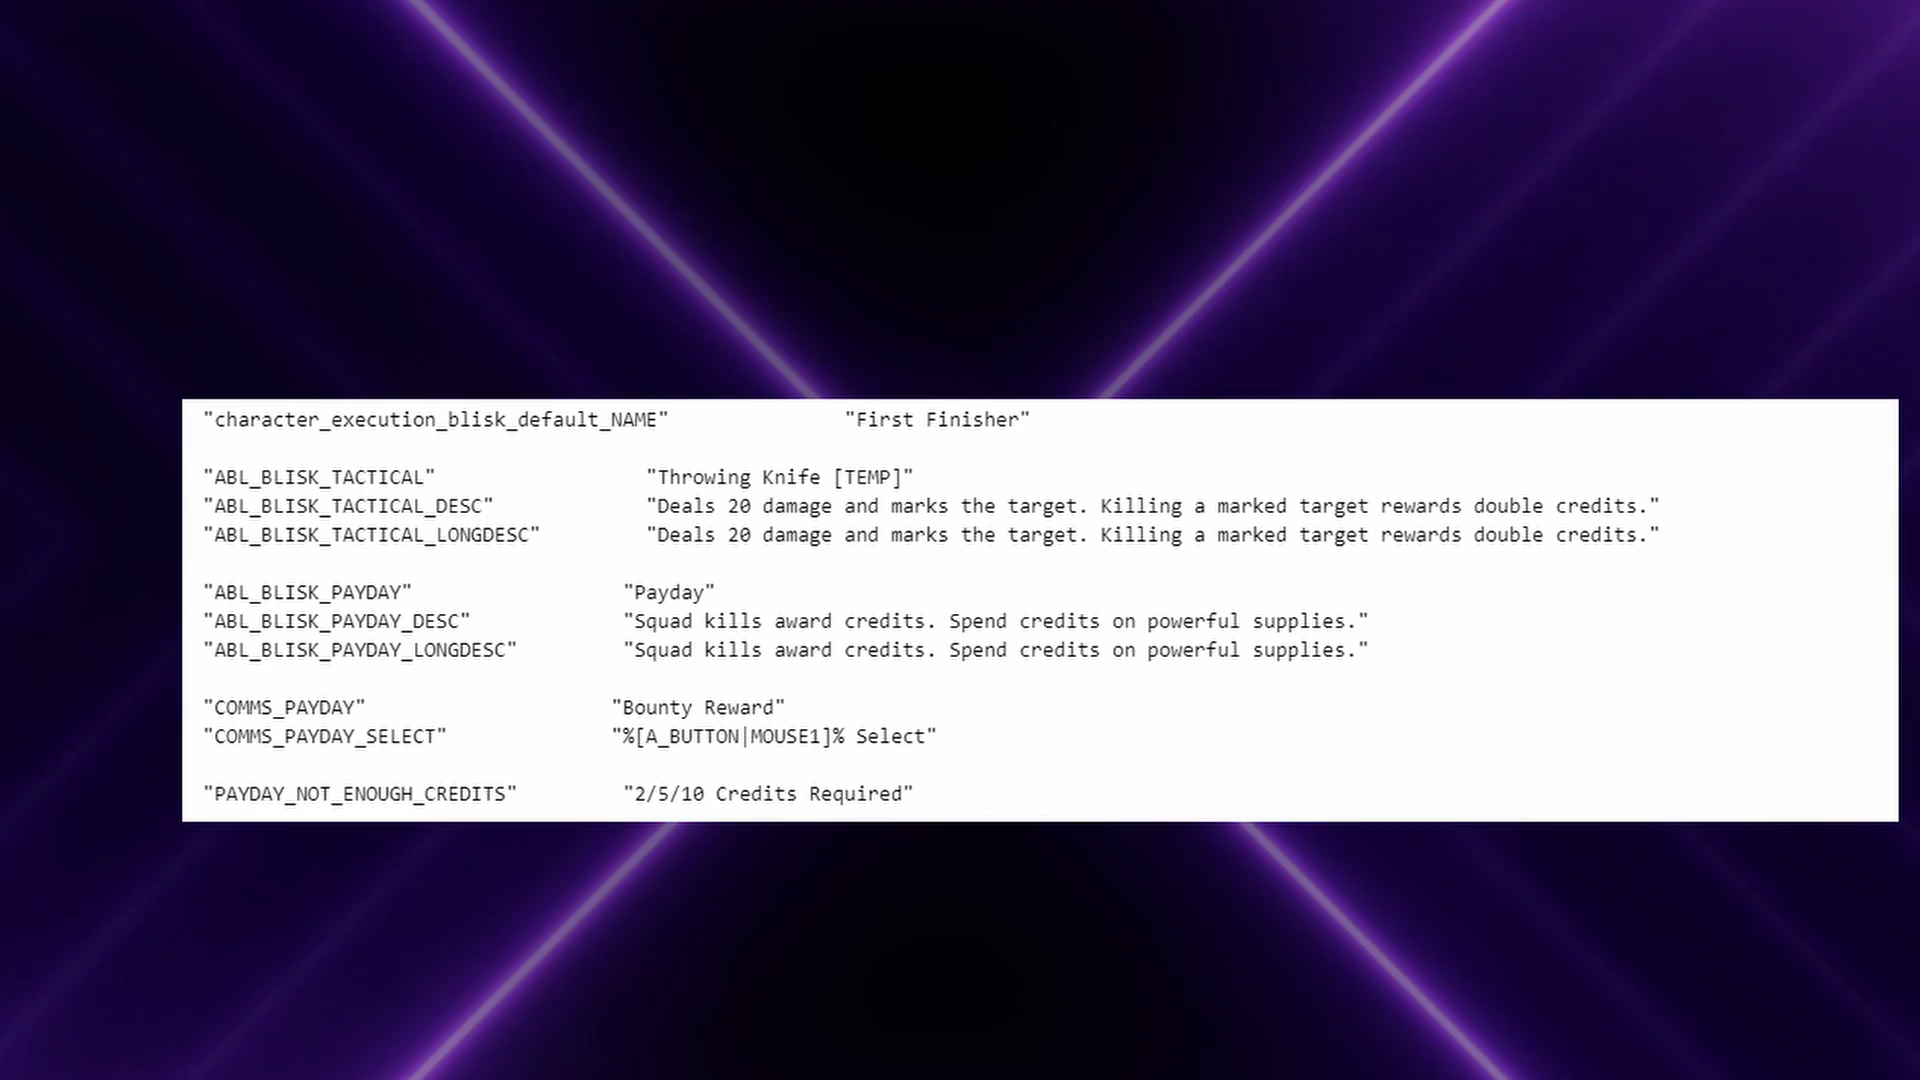 "character_execution_blisk_default_NAME" "First Finisher"
"ABL_BLISK_TACTICAL" "Throwing Knife [TEMP]"
"ABL_BLISK_TACTICAL_DESC" "Deals 20 damage and marks the target. Killing a marked target rewards double credits."
"ABL_BLISK_TACTICAL_LONGDESC" "Deals 20 damage and marks the target. Killing a marked target rewards double credits."
"ABL_BLISK_PAYDAY" "Payday"
"ABL_BLISK_PAYDAY_DESC" "Squad kills award credits. Spend credits on powerful supplies."
"ABL_BLISK_PAYDAY_LONGDESC" "Squad kills award credits. Spend credits on powerful supplies."
"COMMS_PAYDAY" "Bounty Reward"
"COMMS_PAYDAY_SELECT" "%[A_BUTTON|MOUSE1]% Select"
"PAYDAY_NOT_ENOUGH_CREDITS" "2/5/10 Credits Required"